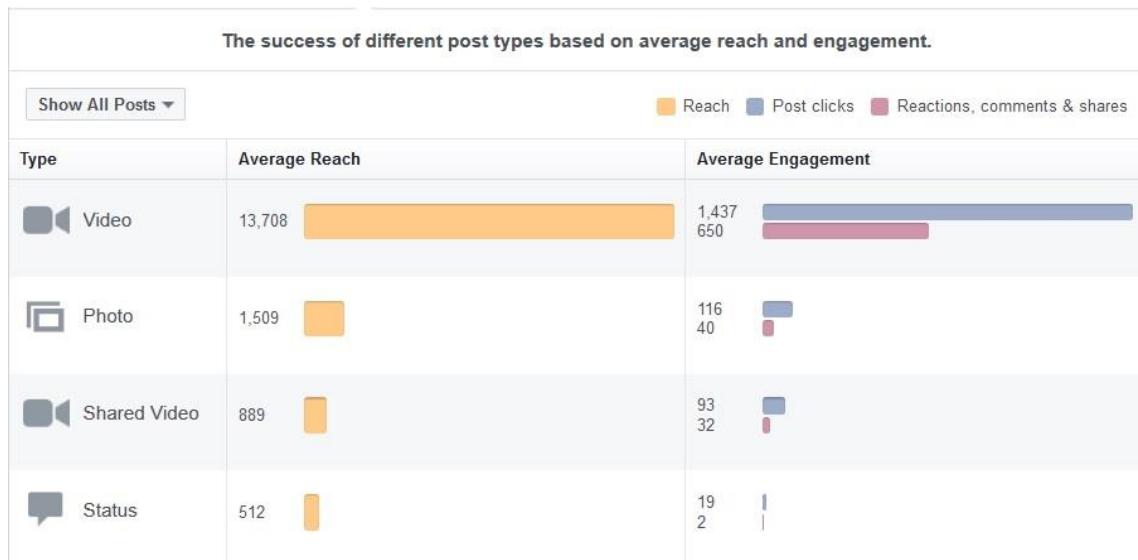 The success of different post types based on average reach and engagement.
Show All Posts
Reach Post clicks Reactions, comments & shares
Type Average Reach Average Engagement
Video 13,708 1,437
650
Photo 1,509 116
40
Shared Video 889 93
32
Status 512 19
2